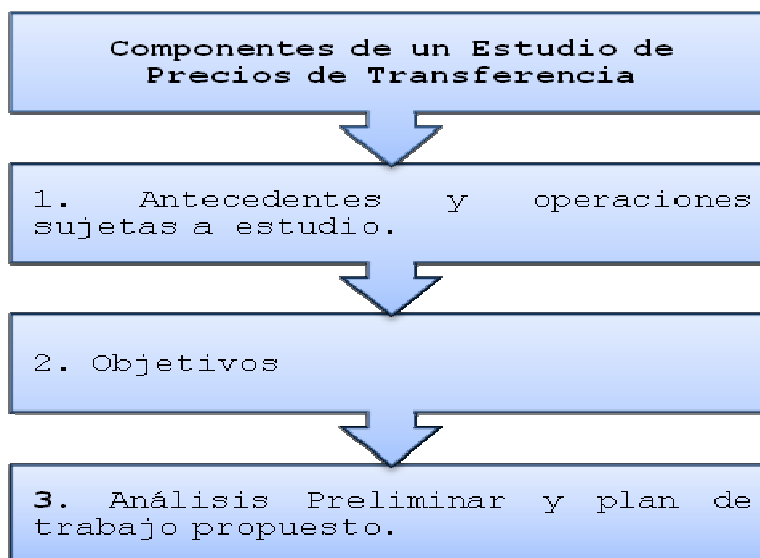 Componentes de un Estudio de
Precios de Transferencia
1. Antecedentes y operaciones
sujetas a estudio.
2. Objetivos
3. Análisis Preliminar y plan de
trabajo propuesto.